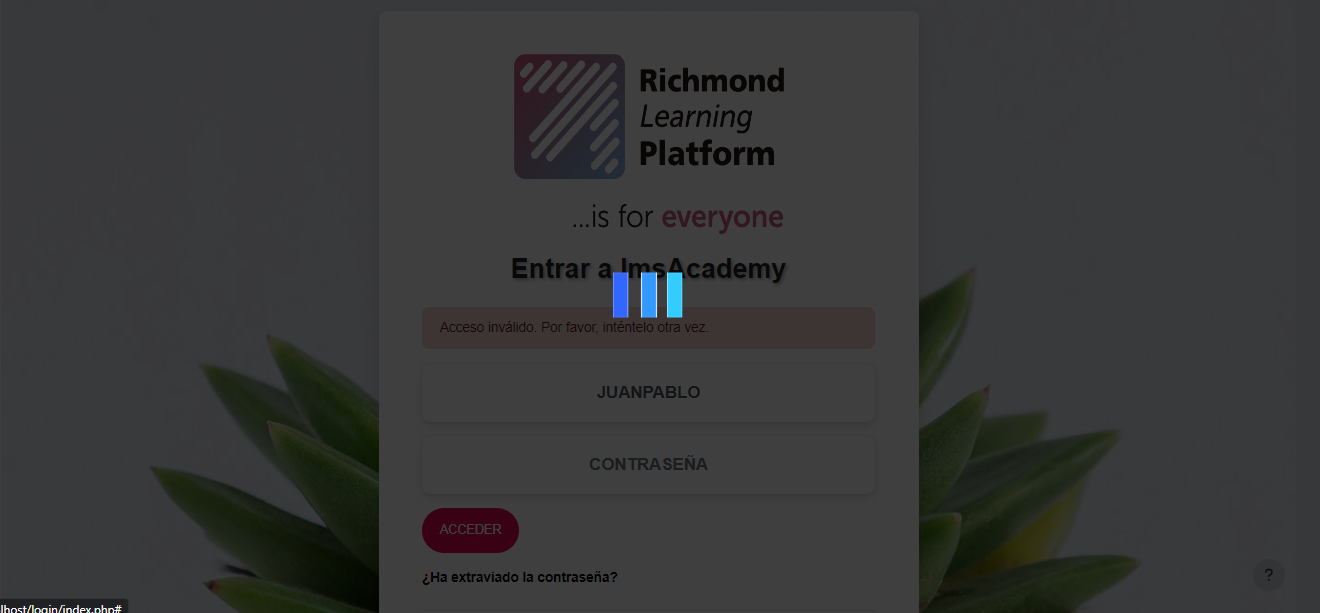 Richmond
Learning
Platform
...is for everyone
Entrar a lmsAcademy
Acceso inválido. Por favor, inténtelo otra vez.
JUANPABLO
CONTRASEÑA
ACCEDER
¿Ha extraviado la contraseña?
?
lhost/login/index.php#